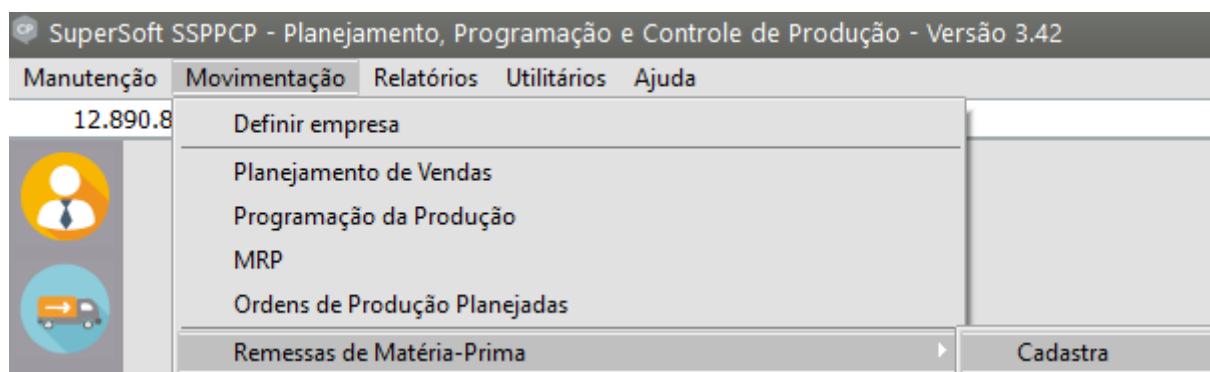 SuperSoft SSPPCP - Planejamento, Programação e Controle de Produção - Versão 3.42
Manutenção Movimentação Relatórios Utilitários Ajuda
12.890.8
Definir empresa
Planejamento de Vendas
Programação da Produção
MRP
Ordens de Produção Planejadas
Remessas de Matéria-Prima Cadastra